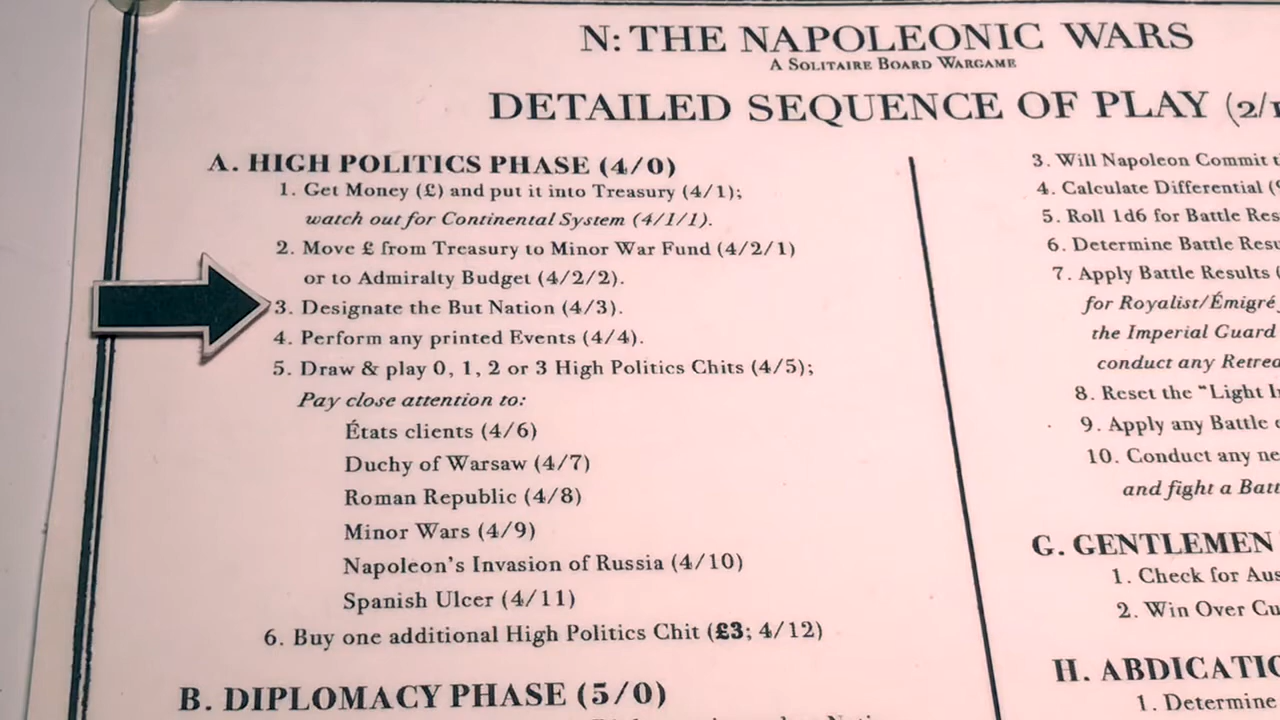 N: THE NAPOLEONIC WARS
A SOLITAIRE BOARD WARGAME
DETAILED SEQUENCE OF PLAY (2/1
A. HIGH POLITICS PHASE (4/0)
1. Get Money (£) and put it into Treasury (4/1);
watch out for Continental System (4/1/1).
2. Move £ from Treasury to Minor War Fund (4/2/1)
or to Admiralty Budget (4/2/2).
3. Designate the But Nation (4/3).
4. Perform any printed Events (4/4).
5. Draw & play 0, 1, 2 or 3 High Politics Chits (4/5);
Pay close attention to:
États clients (4/6)
Duchy of Warsaw (4/7)
Roman Republic (4/8)
Minor Wars (4/9)
Napoleon's Invasion of Russia (4/10)
Spanish Ulcer (4/11)
6. Buy one additional High Politics Chit (£3; 4/12)
B. DIPLOMACY PHASE (5/0)
3. Will Napoleon Commit t
4. Calculate Differential (
5. Roll 1d6 for Battle Res
6. Determine Battle Resu
7. Apply Battle Results (
for Royalist/Émigré
the Imperial Guard
conduct any Retrea
8. Reset the "Light I
9. Apply any Battle
10. Conduct any ne
and fight a Batt
G. GENTLEMEN
1. Check for Aus
2. Win Over Cu
H. ABDICATIO
1. Determine